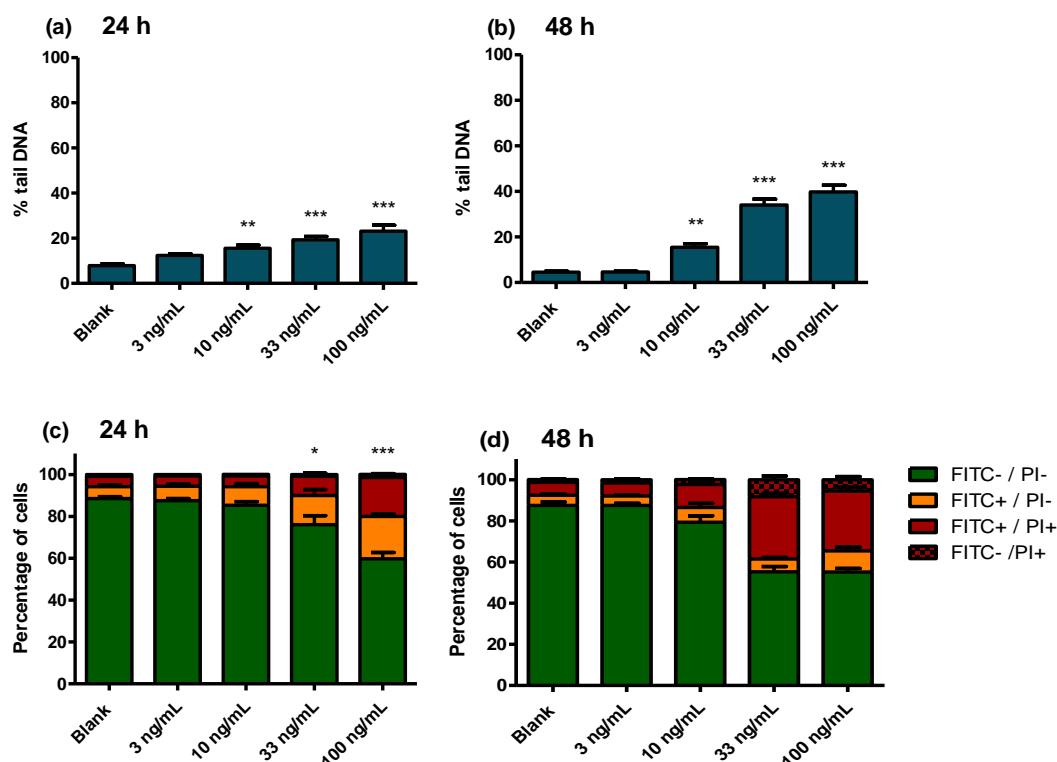 (a) 24 h
% tail DNA
100
80
60
40
20
0
** *** ***
Blank 3 ng/mL 10 ng/mL 33 ng/mL 100 ng/mL
(b) 48 h
% tail DNA
100
80
60
40
20
0
** *** ***
Blank 3 ng/mL 10 ng/mL 33 ng/mL 100 ng/mL
(c) 24 h
Percentage of cells
100
80
60
40
20
0
* ***
Blank 3 ng/mL 10 ng/mL 33 ng/mL 100 ng/mL
(d) 48 h
Percentage of cells
100
80
60
40
20
0
Blank 3 ng/mL 10 ng/mL 33 ng/mL 100 ng/mL
FITC- / PI-
FITC+ / PI-
FITC+ / PI+
FITC- /PI+